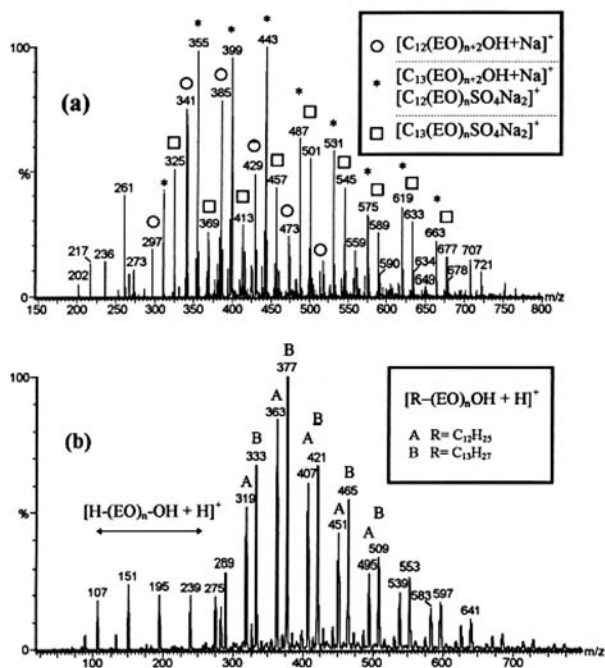 100
%
0
(a)
○ [C₁₂(EO)ₙ₊₂OH+Na]⁺
* [C₁₃(EO)ₙ₊₂OH+Na]⁺
[C₁₂(EO)ₙSO₄Na₂]⁺
□ [C₁₃(EO)ₙSO₄Na₂]⁺
202
217
236
261
273
297
325
341
355
369
385
399
413
429
443
457
473
487
501
531
545
559
575
589
590
619
633
634
649
663
677
678
707
721
150 200 250 300 350 400 450 500 550 600 650 700 750 800 m/z
(b)
100
%
0
[R–(EO)ₙOH + H]⁺
A R= C₁₂H₂₅
B R= C₁₃H₂₇
[H-(EO)ₙ-OH + H]⁺
107
151
195
239
275
289
A
319
B
333
A
363
B
377
A
407
B
421
A
451
B
465
A
495
B
509
539
553
583
597
641
100 200 300 400 500 600 700 m/z